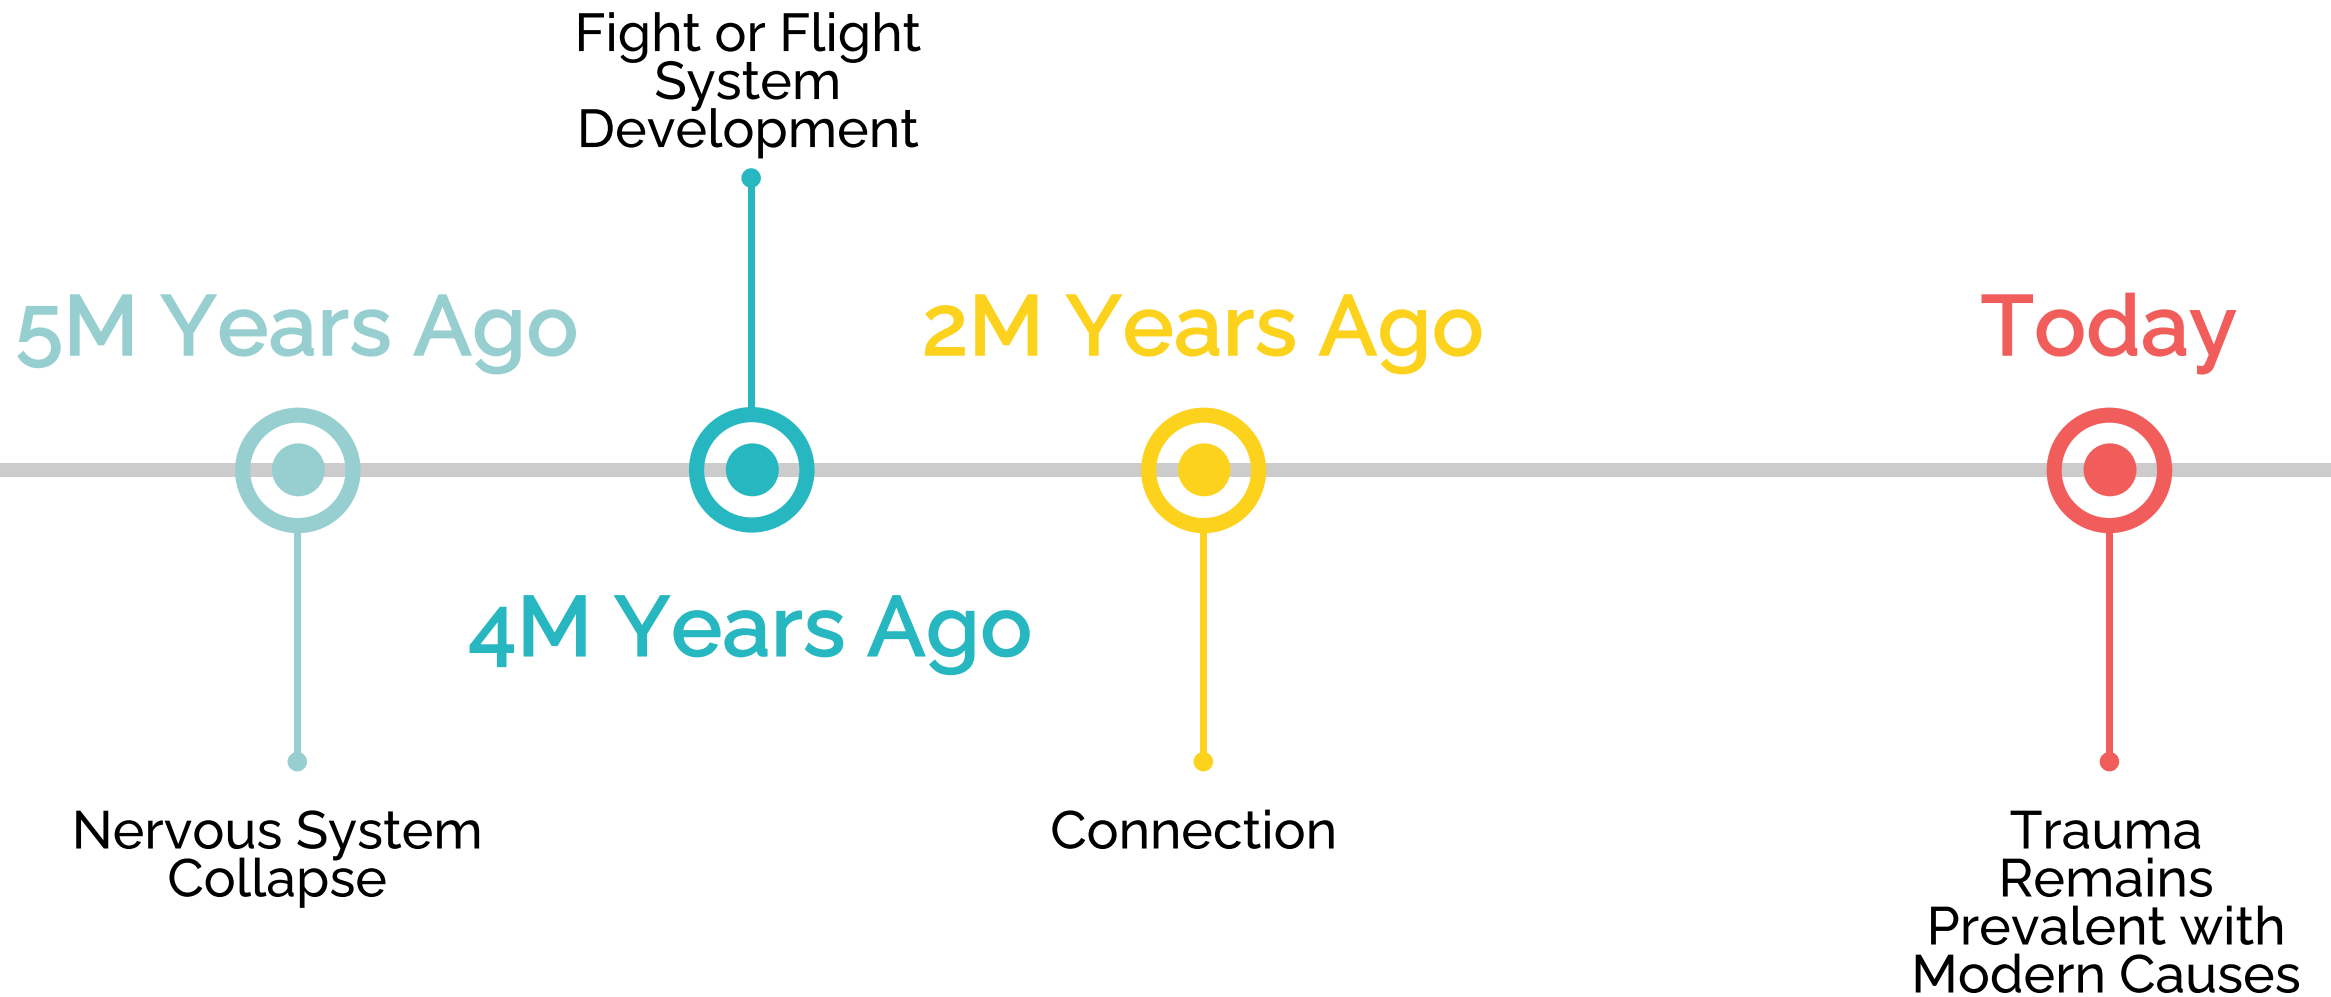 Fight or Flight
System
Development
5M Years Ago
2M Years Ago
Today
4M Years Ago
Nervous System
Collapse
Connection
Trauma
Remains
Prevalent with
Modern Causes